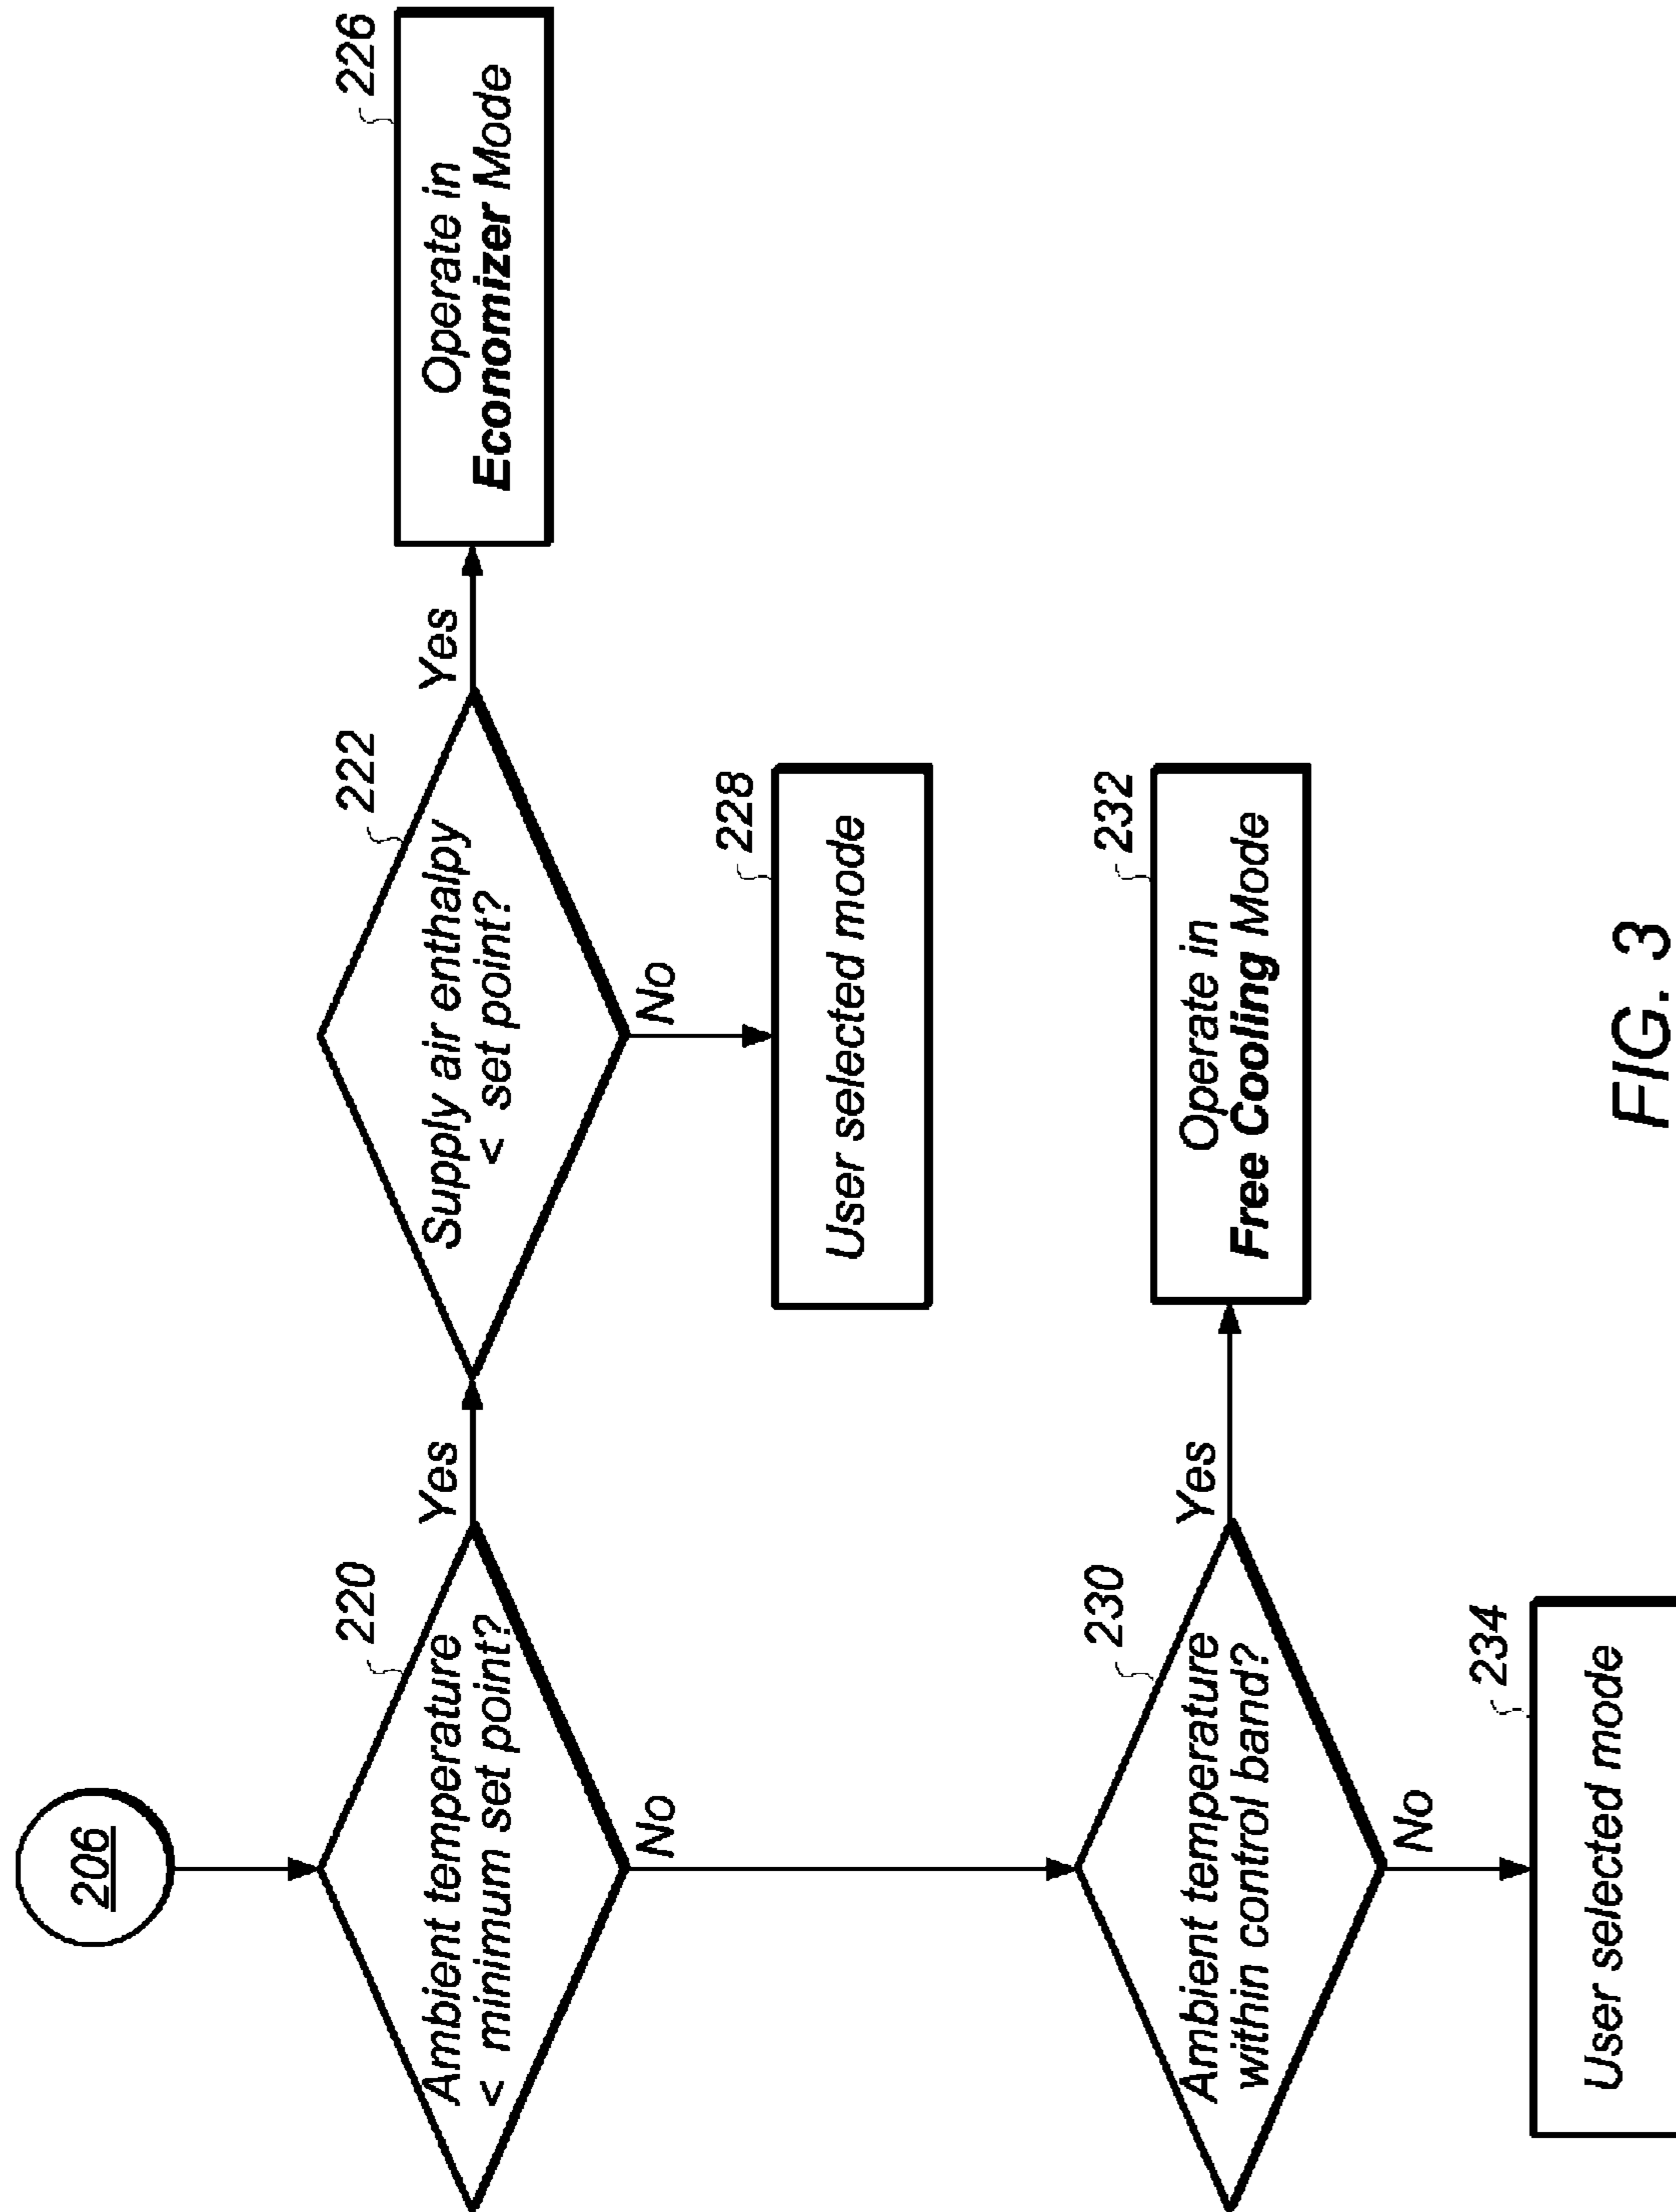 206
220
Ambient temperature
< minimum set point?
Yes
No
222
Supply air enthalpy
< set point?
Yes
No
226
Operate in
Economizer Mode
228
User selected mode
230
Ambient temperature
within control band?
Yes
No
232
Operate in
Free Cooling Mode
234
User selected mode
FIG. 3